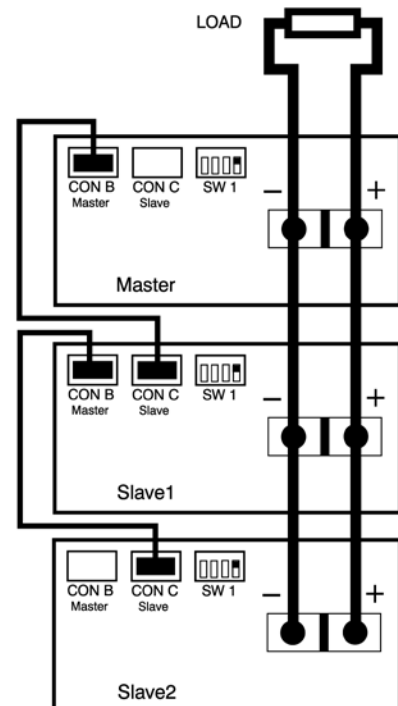 LOAD
CON B CON C SW 1
Master Slave
− +
Master
CON B CON C SW 1
Master Slave
− +
Slave1
CON B CON C SW 1
Master Slave
− +
Slave2